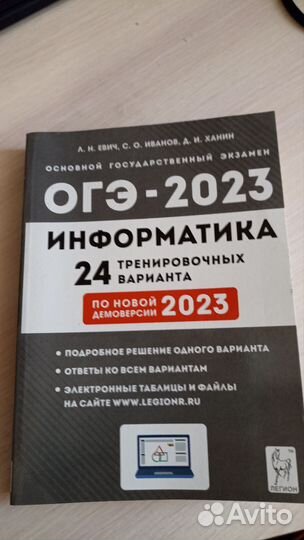 Л. Н. ЕВИЧ, С. О. ИВАНОВ, Д. И. ХАНИН
ОСНОВНОЙ ГОСУДАРСТВЕННЫЙ ЭКЗАМЕН
ОГЭ-2023
ИНФОРМАТИКА
24 ТРЕНИРОВОЧНЫХ
ВАРИАНТА
ПО НОВОЙ
ДЕМОВЕРСИИ 2023
• ПОДРОБНОЕ РЕШЕНИЕ ОДНОГО ВАРИАНТА
• ОТВЕТЫ КО ВСЕМ ВАРИАНТАМ
• ЭЛЕКТРОННЫЕ ТАБЛИЦЫ И ФАЙЛЫ
НА САЙТЕ WWW.LEGIONR.RU
ЛЕГИОН
Avito